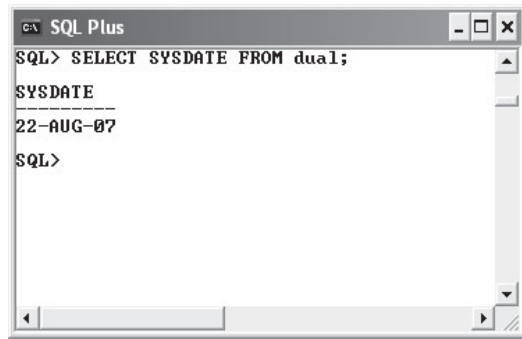 SQL Plus
SQL> SELECT SYSDATE FROM dual;
SYSDATE
---------
22-AUG-07
SQL>